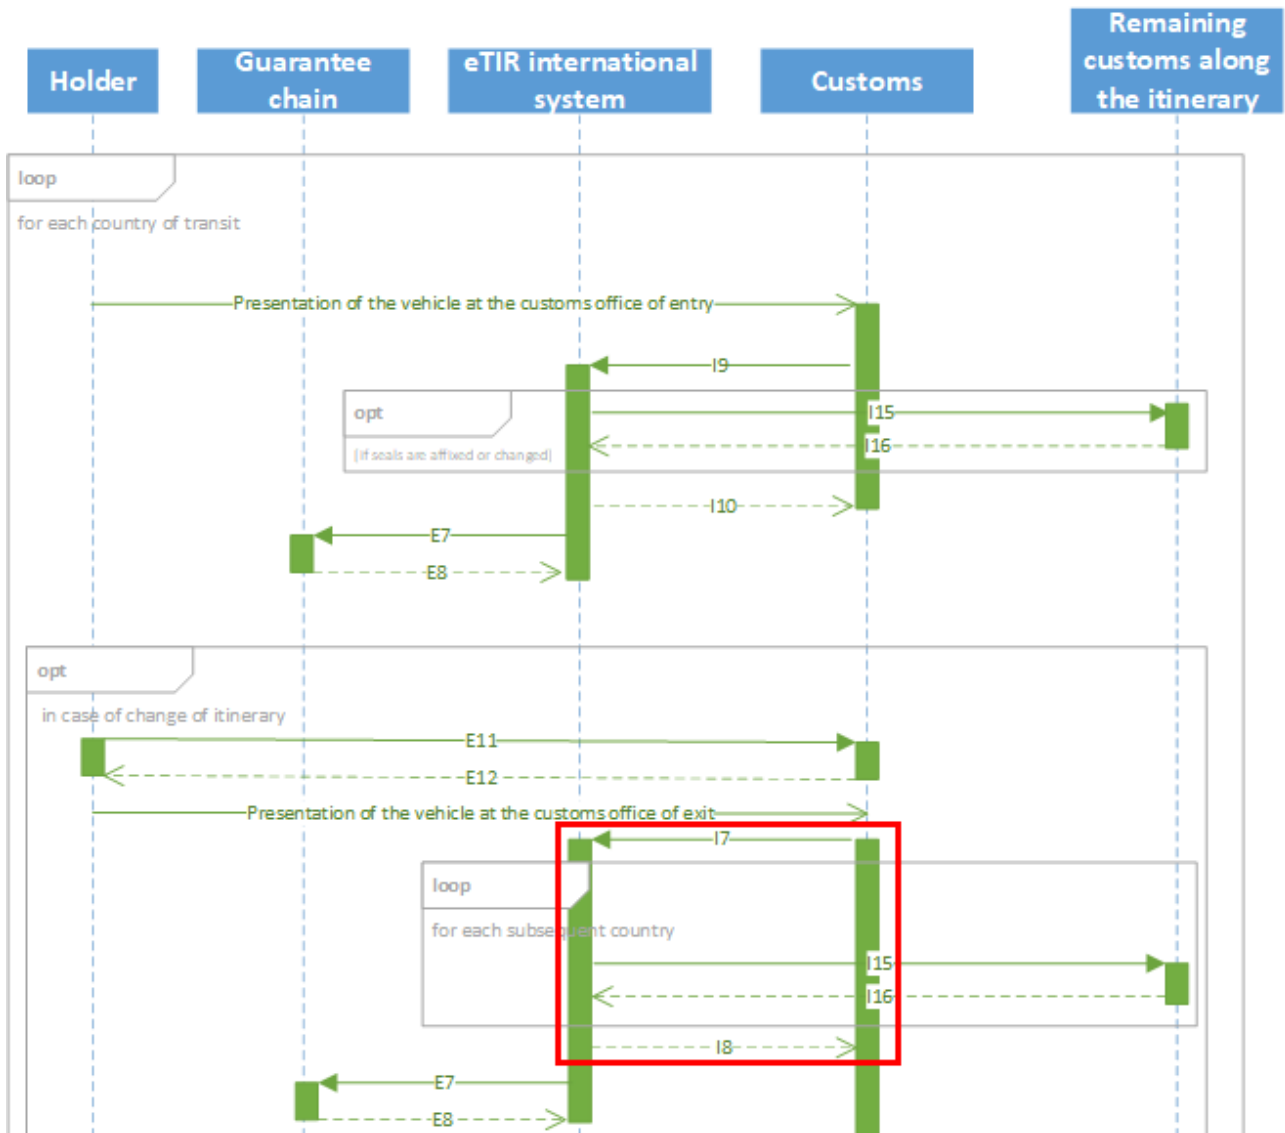 Holder
Guarantee
chain
eTIR international
system
Customs
Remaining
customs along
the itinerary
loop
for each country of transit
Presentation of the vehicle at the customs office of entry
I9
opt
(If seals are affixed or changed)
I15
I16
I10
E7
E8
opt
in case of change of itinerary
E11
E12
Presentation of the vehicle at the customs office of exit
I7
loop
for each subsequent country
I15
I16
I8
E7
E8